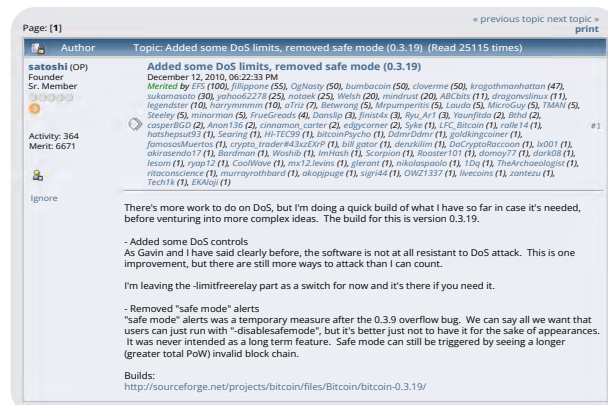 « previous topic next topic »
Page: [1]
print
Author Topic: Added some DoS limits, removed safe mode (0.3.19) (Read 25115 times)
satoshi (OP)
Founder
Sr. Member
Activity: 364
Merit: 6671
Ignore
Added some DoS limits, removed safe mode (0.3.19)
December 12, 2010, 06:22:33 PM
#1
Merited by EFS (100), fillippone (55), OgNasty (50), bumbacoin (50), cloverme (50), krogothmanhattan (47),
sukamasoto (30), yahoo62278 (25), notaek (25), Welsh (20), mindrust (20), ABCbits (11), dragonvslinux (11),
legendster (10), harrymmmm (10), aTriz (7), Betwrong (5), Mrpumperitis (5), Lauda (5), MicroGuy (5), TMAN (5),
Steeley (5), minorman (5), FrueGreads (4), Danslip (3), finist4x (3), Ryu_Ar1 (3), Yaunfitda (2), Bthd (2),
casperBGD (2), Anon136 (2), cinnamon_carter (2), edgycorner (2), Syke (1), LFC_Bitcoin (1), ralle14 (1),
hatshepsut93 (1), Searing (1), HI-TEC99 (1), bitcoinPsycho (1), DdmrDdmr (1), goldkingcoiner (1),
famososMuertos (1), crypto_trader#43xzEXrP (1), bill gator (1), denzkilim (1), DaCryptoRaccoon (1), lx001 (1),
akirasendo17 (1), Bardman (1), Woshib (1), ImHash (1), Scorpion (1), Rooster101 (1), domoy77 (1), dark08 (1),
lesom (1), ryap12 (1), CoolWave (1), mx12.levins (1), glerant (1), nikolaspaolo (1), 1Dq (1), TheArchaeologist (1),
ritaconscience (1), murrayrothbard (1), akopjpuge (1), sigri44 (1), OWZ1337 (1), livecoins (1), zantezu (1),
Tech1k (1), EKAloji (1)
There's more work to do on DoS, but I'm doing a quick build of what I have so far in case it's needed,
before venturing into more complex ideas. The build for this is version 0.3.19.
- Added some DoS controls
As Gavin and I have said clearly before, the software is not at all resistant to DoS attack. This is one
improvement, but there are still more ways to attack than I can count.
I'm leaving the -limitfreerelay part as a switch for now and it's there if you need it.
- Removed "safe mode" alerts
"safe mode" alerts was a temporary measure after the 0.3.9 overflow bug. We can say all we want that
users can just run with "-disablesafemode", but it's better just not to have it for the sake of appearances.
It was never intended as a long term feature. Safe mode can still be triggered by seeing a longer
(greater total PoW) invalid block chain.
Builds:
http://sourceforge.net/projects/bitcoin/files/Bitcoin/bitcoin-0.3.19/